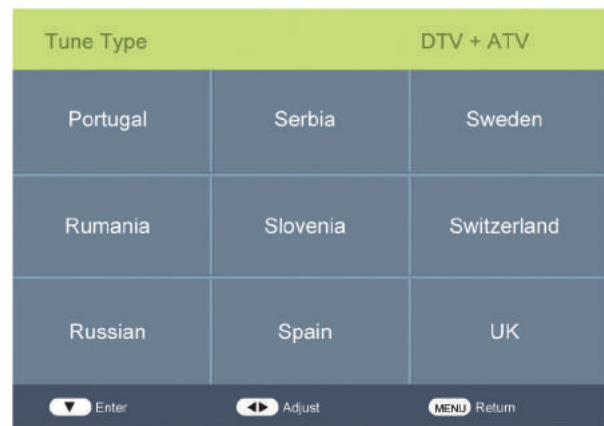 Tune Type DTV + ATV
Portugal Serbia Sweden
Rumania Slovenia Switzerland
Russian Spain UK
Enter Adjust MENU Return